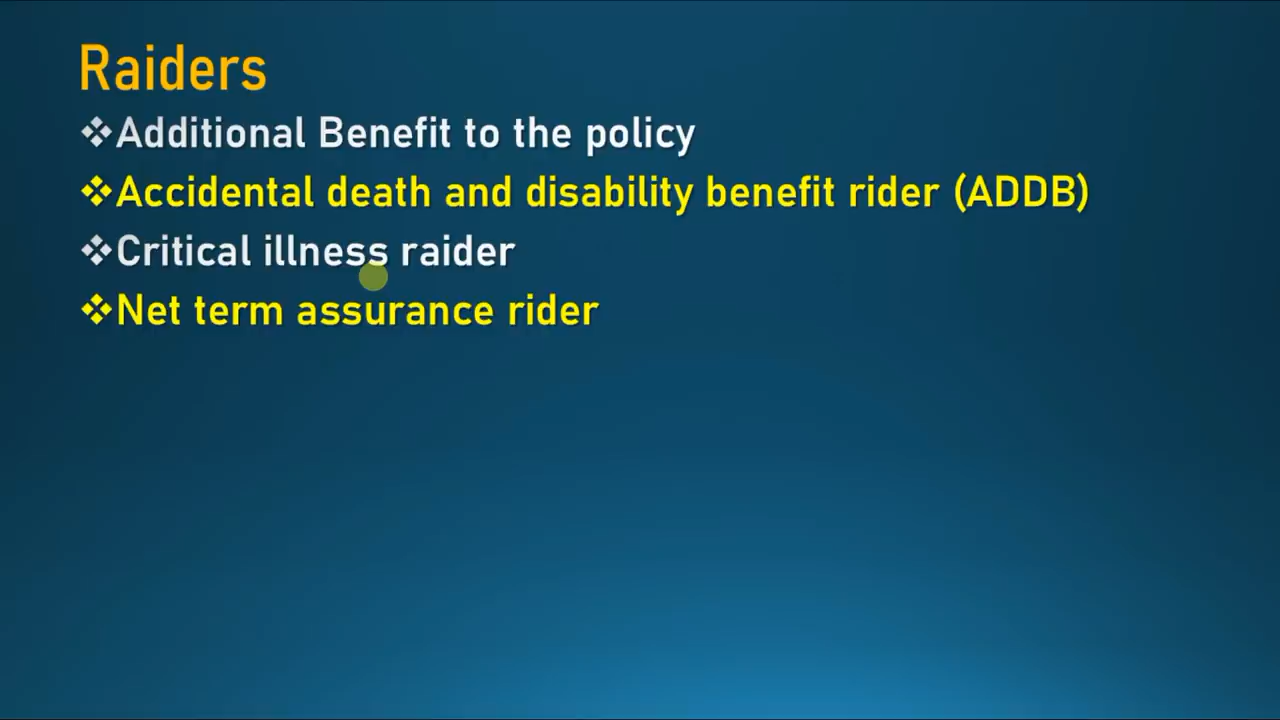 Raiders
❖Additional Benefit to the policy
❖Accidental death and disability benefit rider (ADDB)
❖Critical illness raider
❖Net term assurance rider